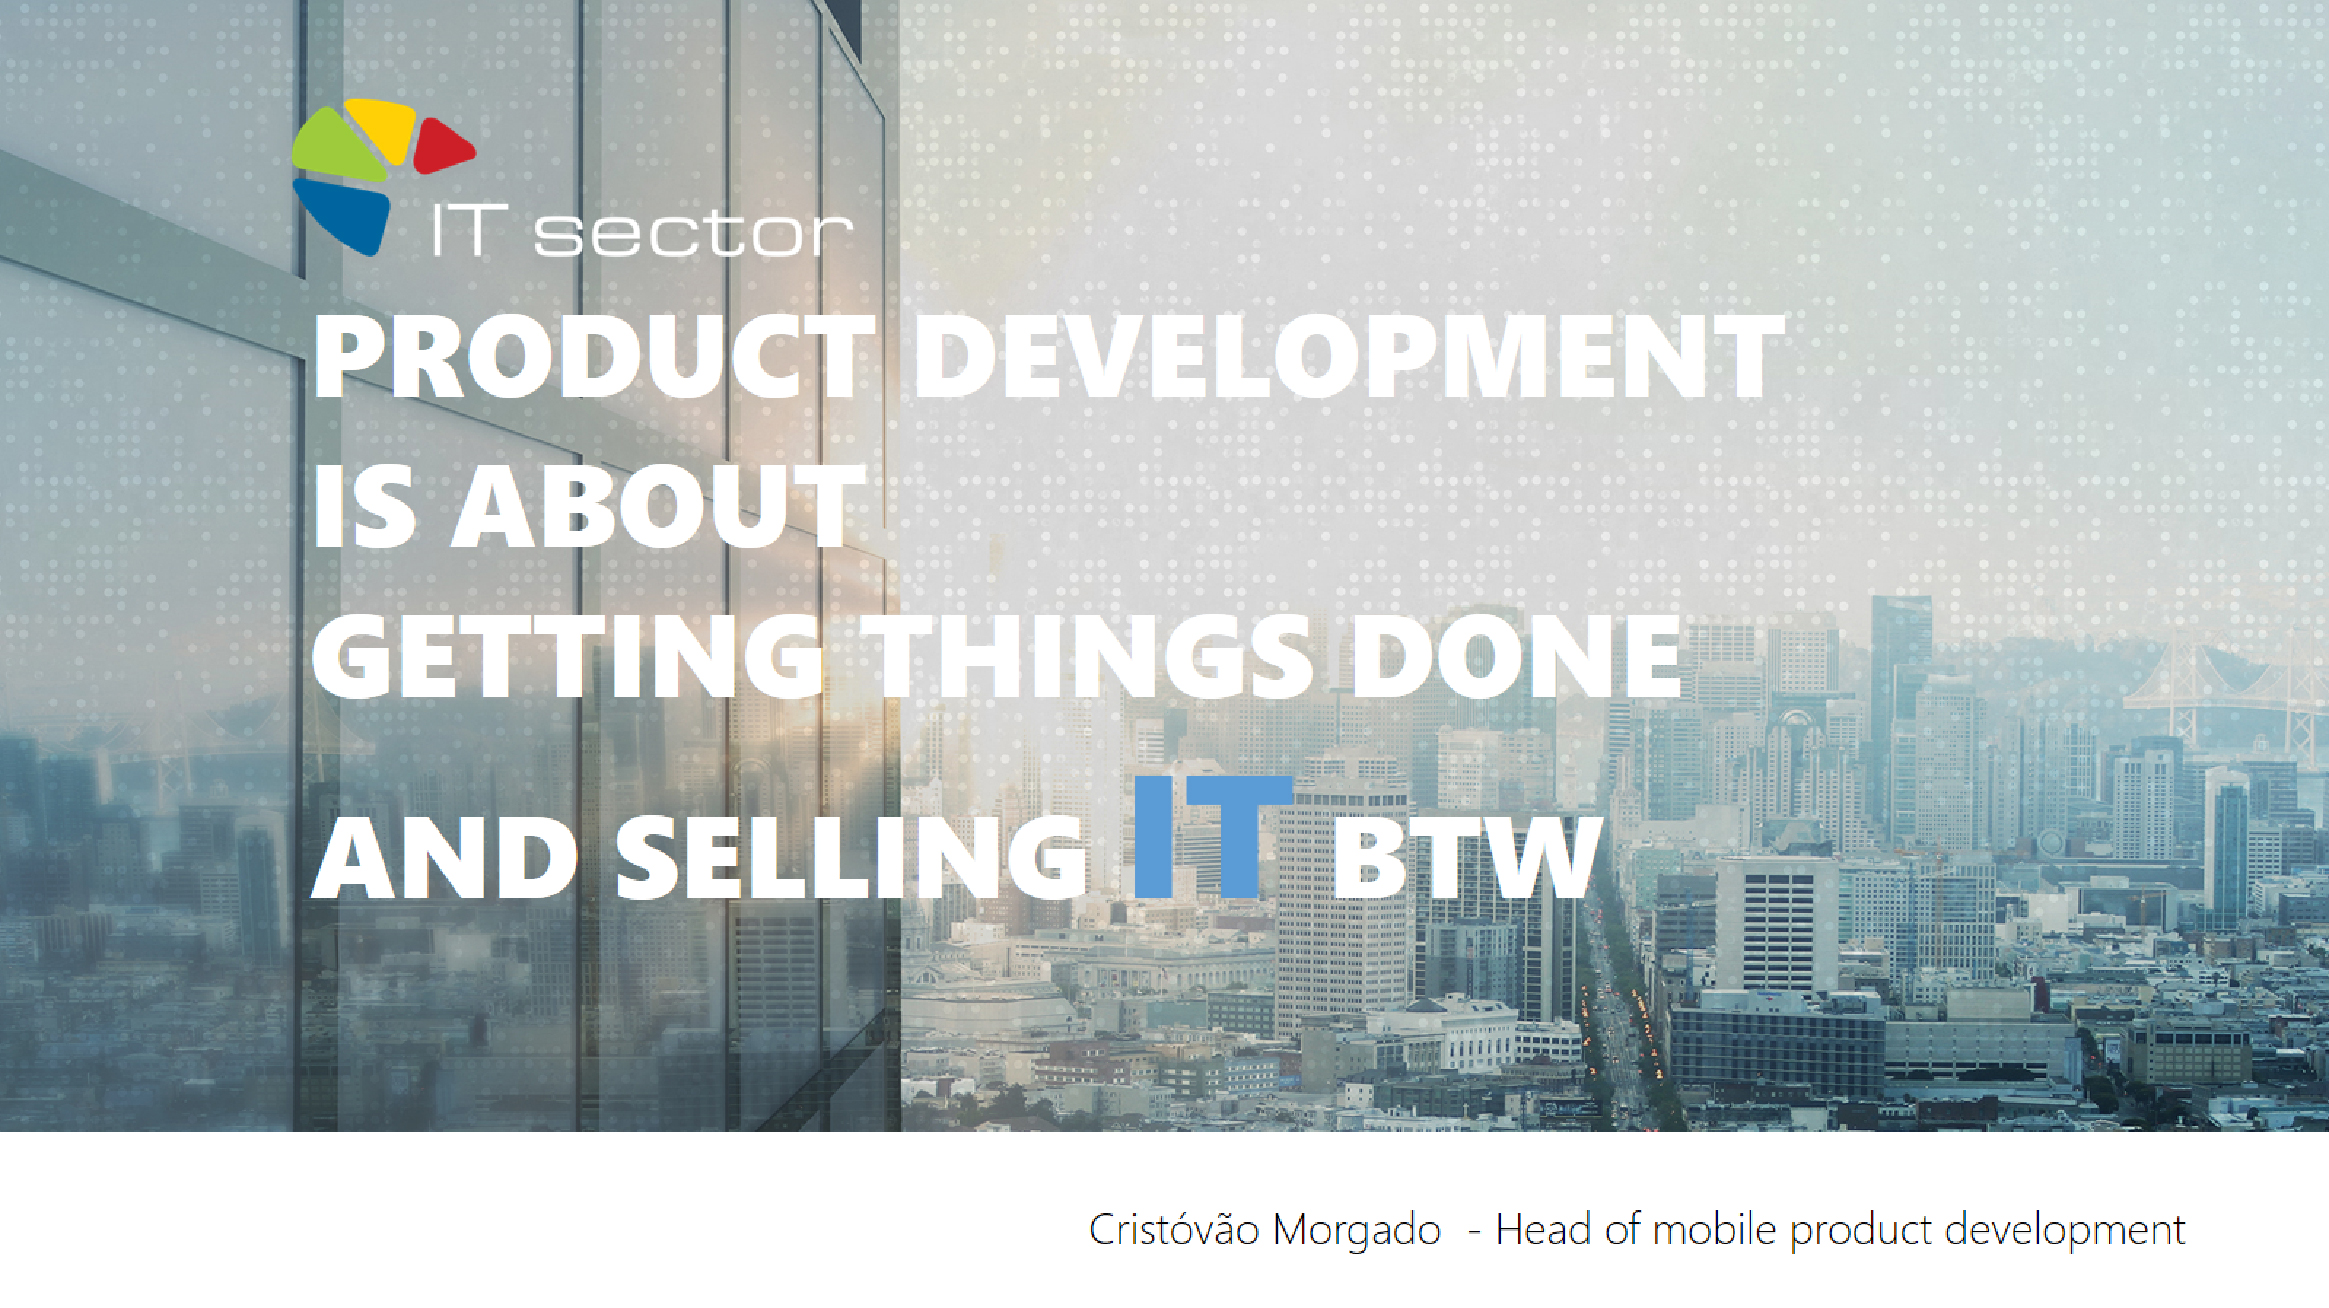 IT sector
PRODUCT DEVELOPMENT
IS ABOUT
GETTING THINGS DONE
AND SELLING IT BTW
Cristóvão Morgado - Head of mobile product development